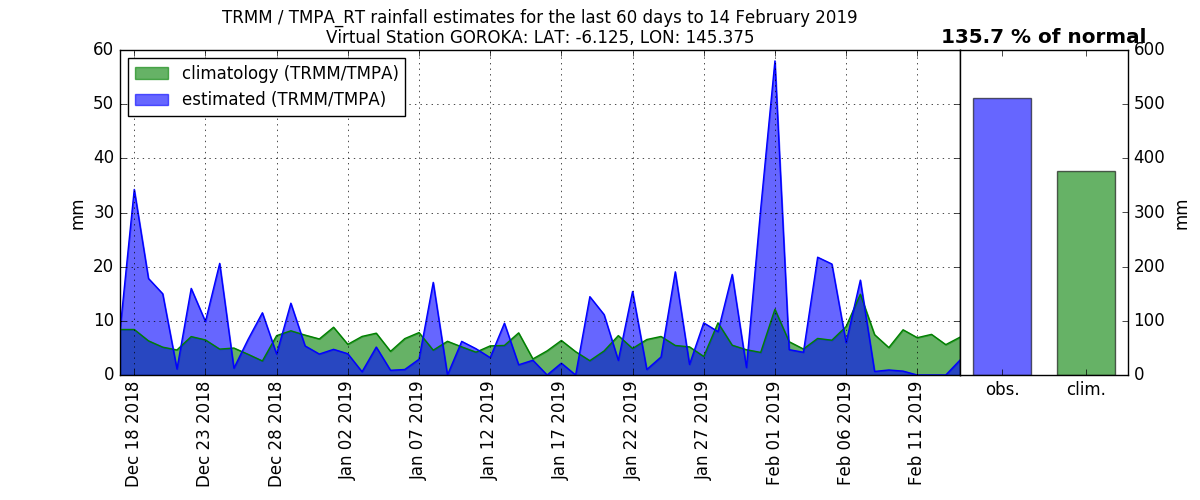 TRMM / TMPA_RT rainfall estimates for the last 60 days to 14 February 2019
Virtual Station GOROKA: LAT: -6.125, LON: 145.375
135.7 % of normal
climatology (TRMM/TMPA)
estimated (TRMM/TMPA)
60
50
40
30
20
10
0
mm
600
500
400
300
200
100
0
mm
Dec 18 2018
Dec 23 2018
Dec 28 2018
Jan 02 2019
Jan 07 2019
Jan 12 2019
Jan 17 2019
Jan 22 2019
Jan 27 2019
Feb 01 2019
Feb 06 2019
Feb 11 2019
obs.
clim.